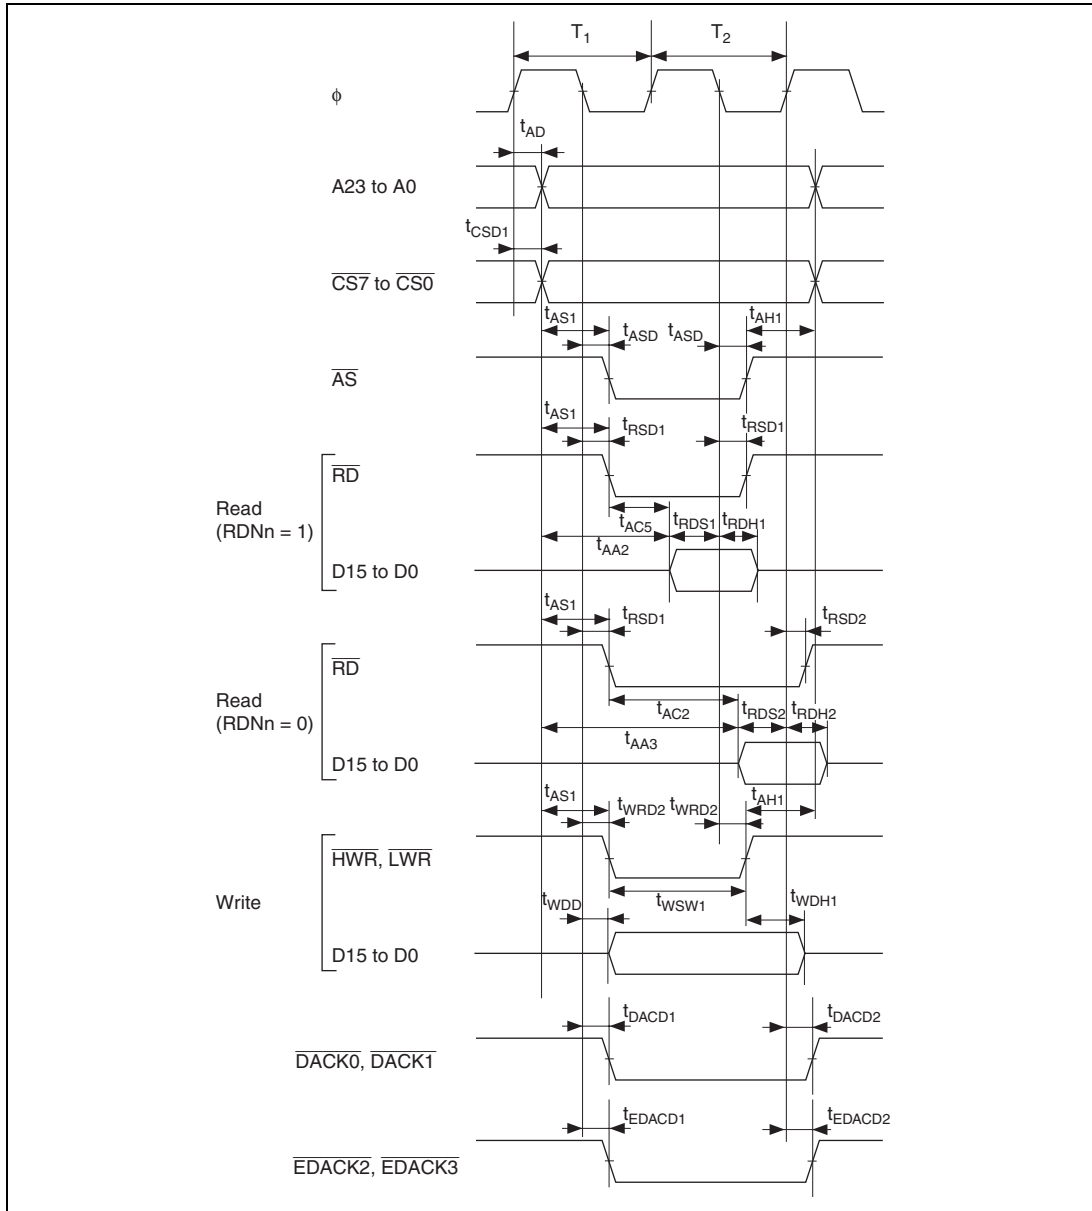 T1 T2
φ
tAD
A23 to A0
tCSD1
CS7 to CS0
tAS1 tASD tASD tAH1
AS
tAS1 tRSD1 tRSD1
RD
Read
(RDNn = 1)
tAC5 tRDS1 tRDH1
tAA2
D15 to D0
tAS1 tRSD1 tRSD2
RD
Read
(RDNn = 0)
tAC2 tRDS2 tRDH2
tAA3
D15 to D0
tAS1 tWRD2 tWRD2 tAH1
HWR, LWR
Write
tWDD tWSW1 tWDH1
D15 to D0
tDACD1 tDACD2
DACK0, DACK1
tEDACD1 tEDACD2
EDACK2, EDACK3